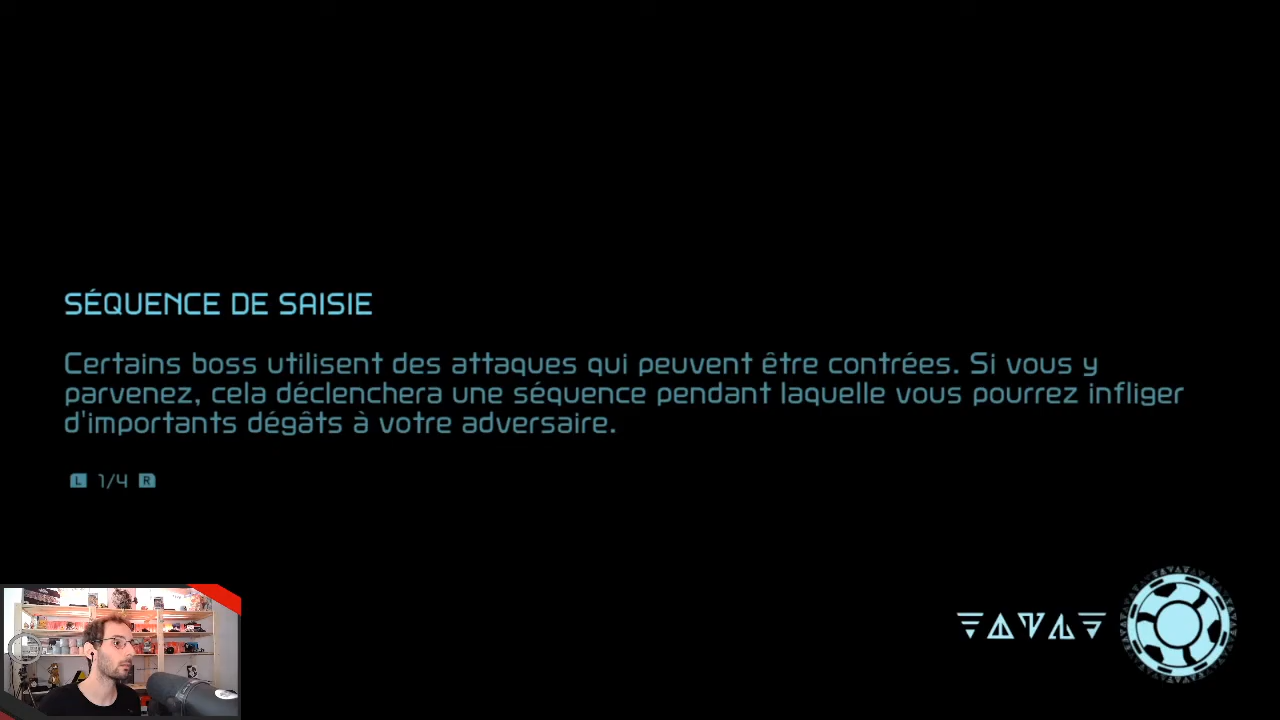 SÉQUENCE DE SAISIE
Certains boss utilisent des attaques qui peuvent être contrées. Si vous y
parvenez, cela déclenchera une séquence pendant laquelle vous pourrez infliger
d'importants dégâts à votre adversaire.
L 1/4 R